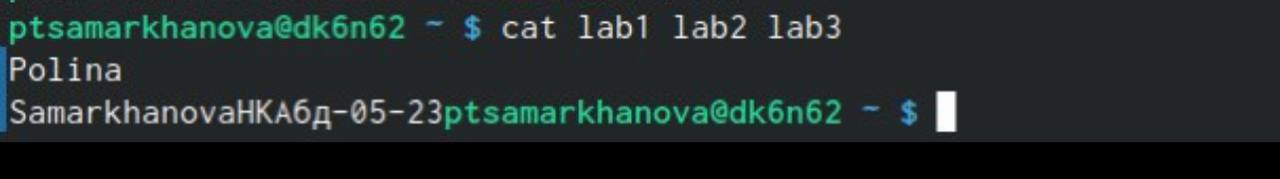 ptsamarkhanova@dk6n62 ~ $ cat lab1 lab2 lab3
Polina
SamarkhanovaНКАбд-05-23ptsamarkhanova@dk6n62 ~ $